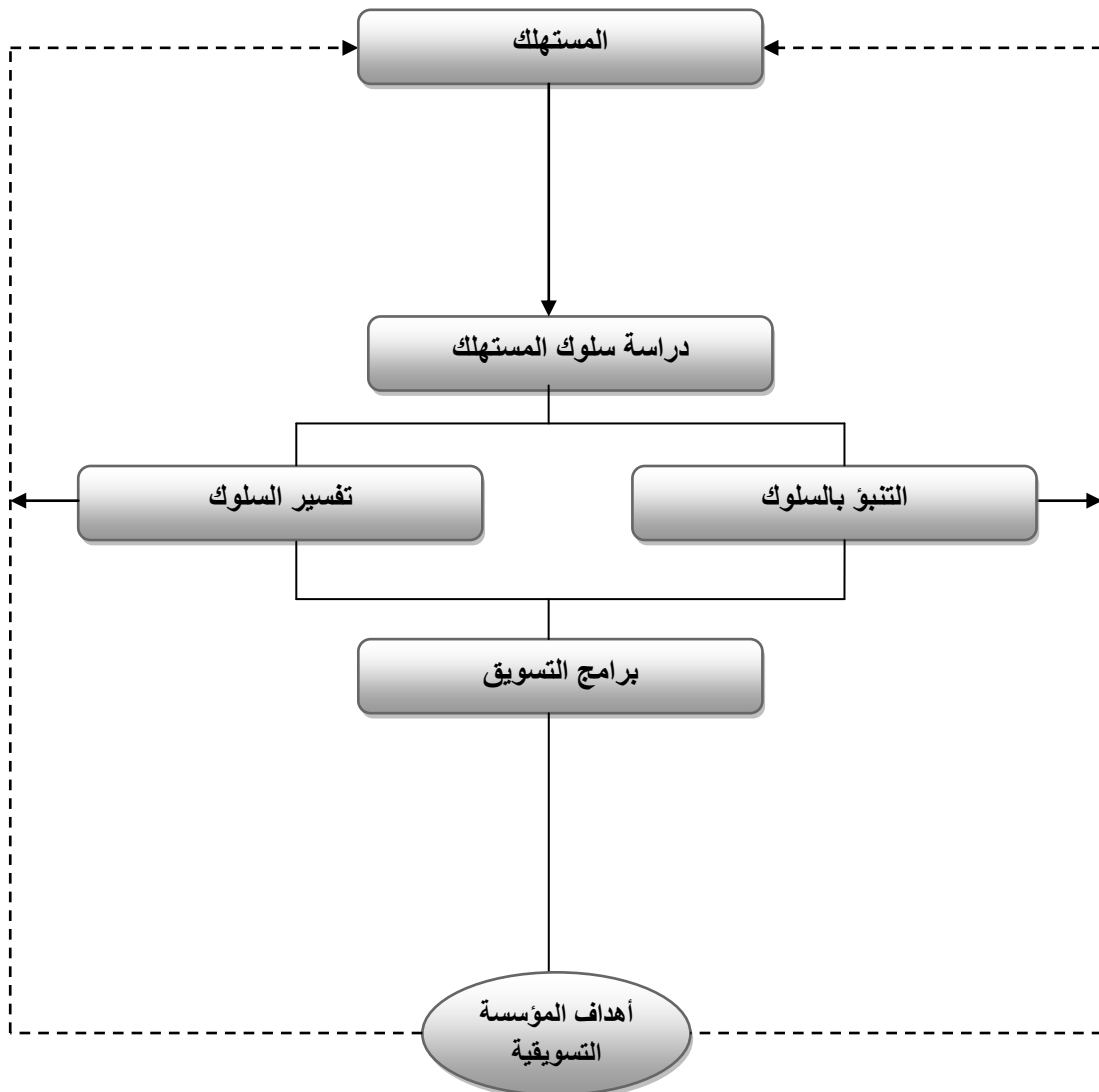 المستهلك
دراسة سلوك المستهلك
التنبؤ بالسلوك
تفسير السلوك
برامج التسويق
أهداف المؤسسة
التسويقية